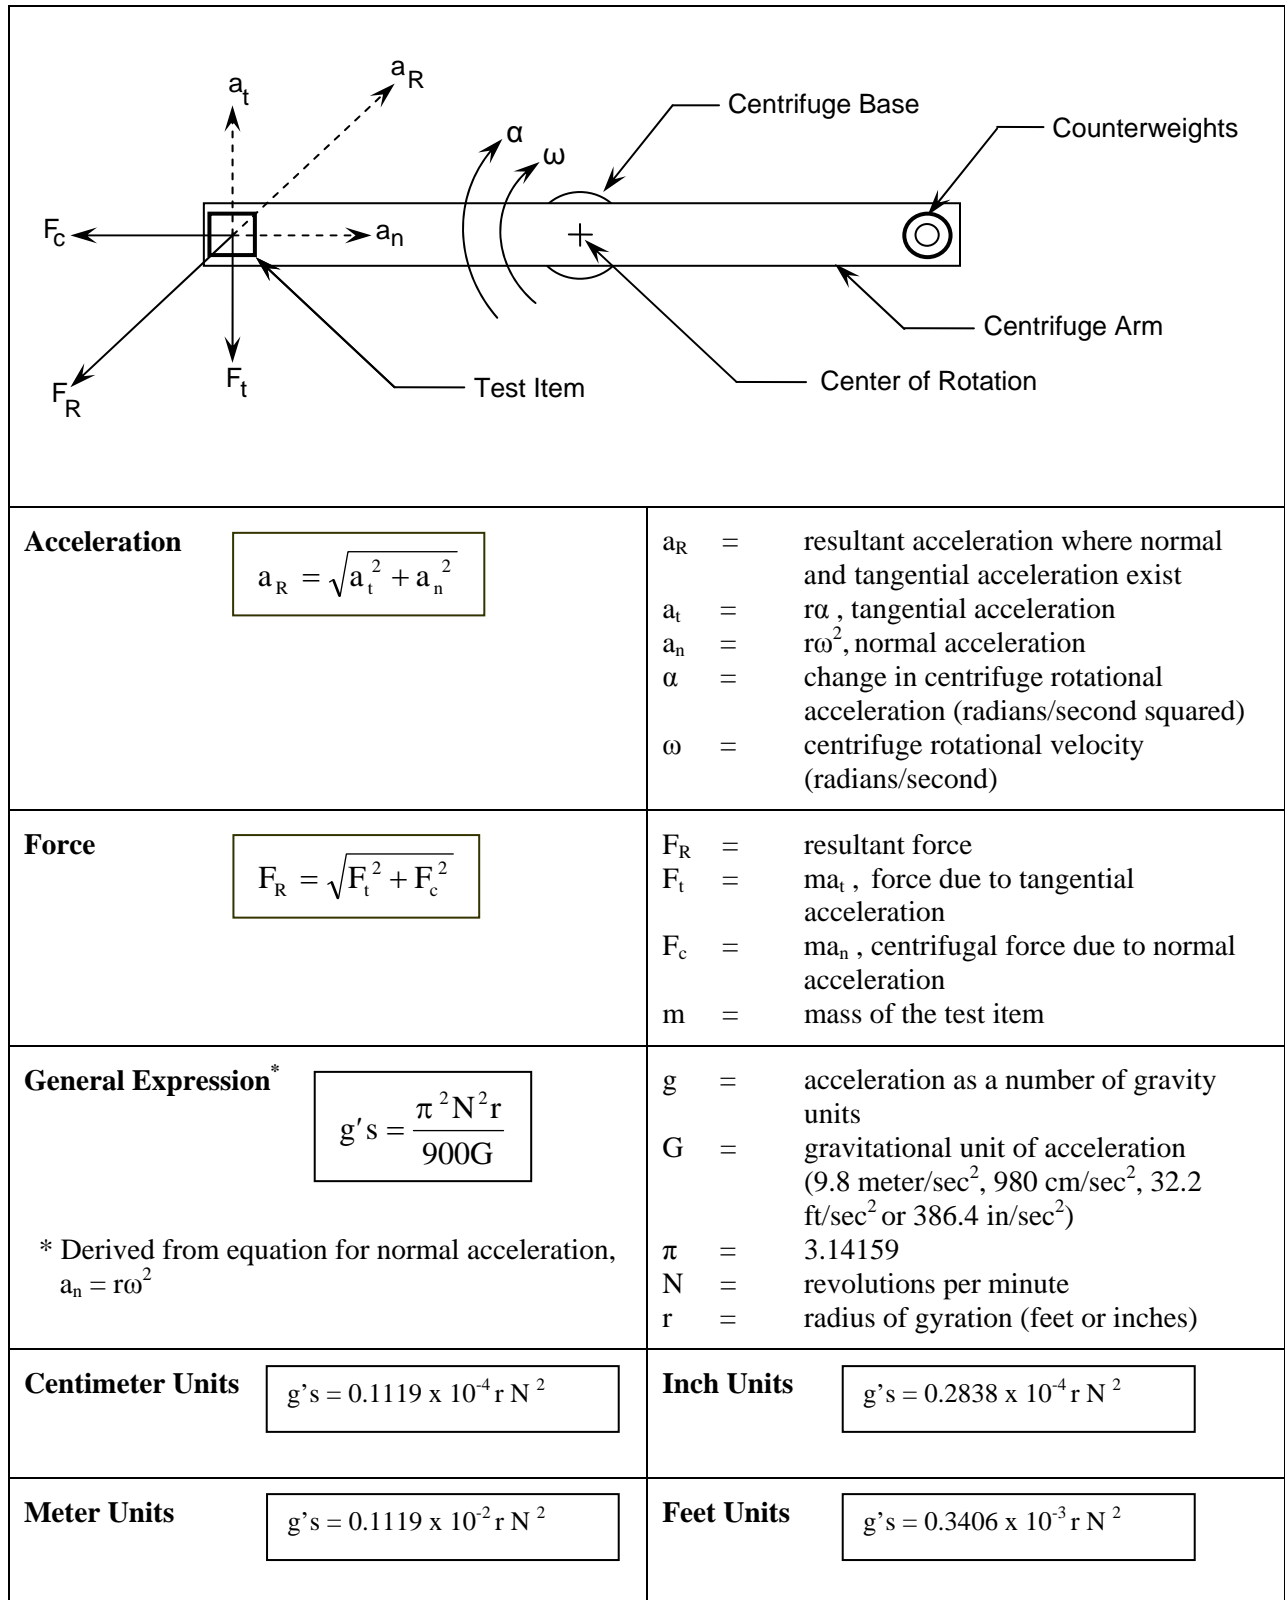 a_t
a_R
Centrifuge Base
Counterweights
α
ω
F_c
a_n
Centrifuge Arm
F_R
F_t
Test Item
Center of Rotation
Acceleration
a_R = √(a_t² + a_n²)
a_R = resultant acceleration where normal
and tangential acceleration exist
a_t = rα , tangential acceleration
a_n = rω², normal acceleration
α = change in centrifuge rotational
acceleration (radians/second squared)
ω = centrifuge rotational velocity
(radians/second)
Force
F_R = √(F_t² + F_c²)
F_R = resultant force
F_t = ma_t , force due to tangential
acceleration
F_c = ma_n , centrifugal force due to normal
acceleration
m = mass of the test item
General Expression*
g's = π²N²r / 900G
* Derived from equation for normal acceleration,
a_n = rω²
g = acceleration as a number of gravity
units
G = gravitational unit of acceleration
(9.8 meter/sec², 980 cm/sec², 32.2
ft/sec² or 386.4 in/sec²)
π = 3.14159
N = revolutions per minute
r = radius of gyration (feet or inches)
Centimeter Units
g's = 0.1119 x 10⁻⁴ r N ²
Inch Units
g's = 0.2838 x 10⁻⁴ r N ²
Meter Units
g's = 0.1119 x 10⁻² r N ²
Feet Units
g's = 0.3406 x 10⁻³ r N ²